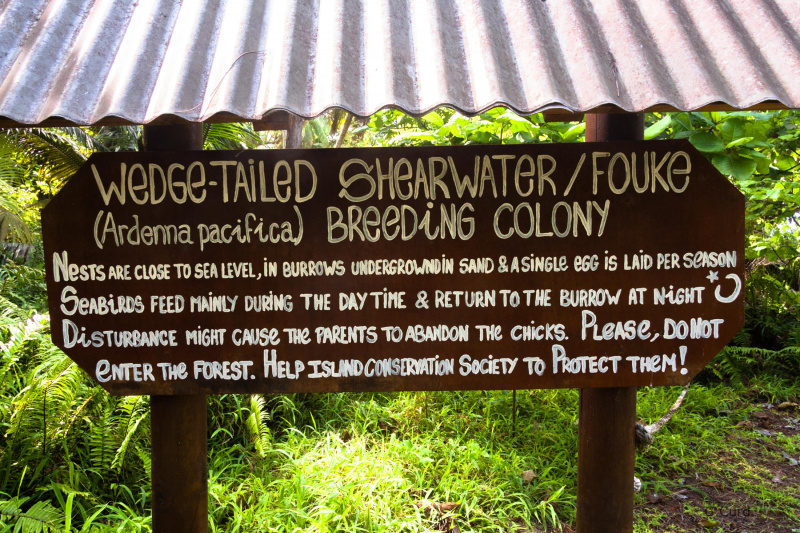 WEDGE-TAILED SHEARWATER/FOUKE
(Ardenna pacifica) BREEDING COLONY
NESTS ARE CLOSE TO SEA LEVEL, IN BURROWS UNDERGROWNDIN SAND & A SINGLE EGG IS LAID PER SEASON
SEABIRDS FEED MAINLY DURING THE DAY TIME & RETURN TO THE BURROW AT NIGHT
DISTURBANCE MIGHT CAUSE THE PARENTS TO ABANDON THE CHICKS. PLEASE, DO NOT
ENTER THE FOREST. HELP ISLAND CONSERVATION SOCIETY TO PROTECT THEM!